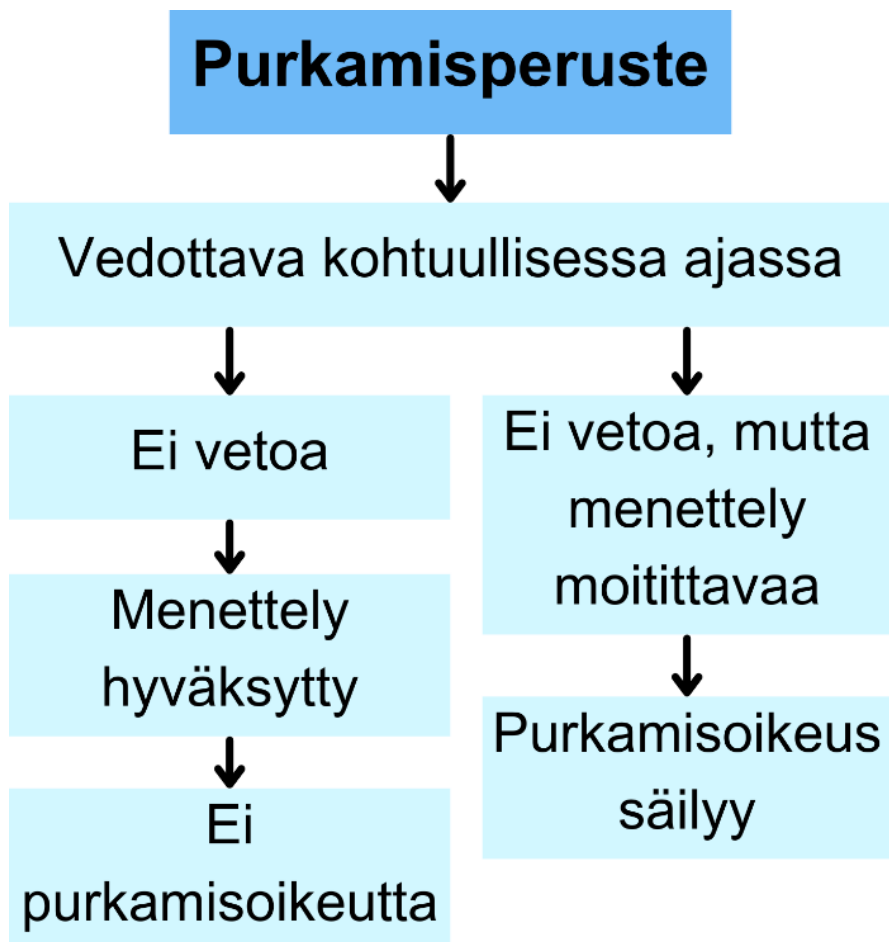 Purkamisperuste
Vedottava kohtuullisessa ajassa
Ei vetoa
Menettely
hyväksytty
Ei
purkamisoikeutta
Ei vetoa, mutta
menettely
moitittavaa
Purkamisoikeus
säilyy